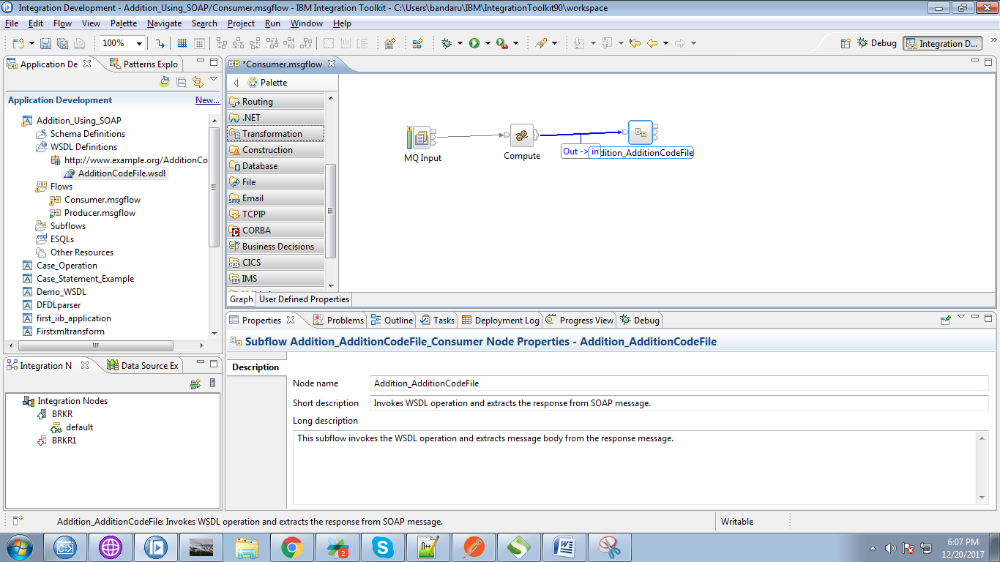 Integration Development - Addition_Using_SOAP/Consumer.msgflow - IBM Integration Toolkit - C:\Users\bandaru\IBM\IntegrationToolkit90\workspace
File Edit Flow View Palette Navigate Search Project Run Window Help
100% Debug Integration D...
Application De Patterns Explo
Application Development New...
Addition_Using_SOAP
Schema Definitions
WSDL Definitions
http://www.example.org/AdditionCo
AdditionCodeFile.wsdl
Flows
Consumer.msgflow
Producer.msgflow
Subflows
esql ESQLs
Other Resources
Case_Operation
Case_Statement_Example
Demo_WSDL
DFDLparser
first_iib_application
Firstxmltransform
Integration N Data Source Ex
Integration Nodes
BRKR
default
BRKR1
*Consumer.msgflow
Palette
Routing
.NET
Transformation
Construction
Database
File
Email
TCPIP
CORBA
Business Decisions
CICS
IMS
MQ Input
Compute
Out -> in
dition_AdditionCodeFile
Graph User Defined Properties
Properties Problems Outline Tasks Deployment Log Progress View Debug
Subflow Addition_AdditionCodeFile_Consumer Node Properties - Addition_AdditionCodeFile
Description
Node name Addition_AdditionCodeFile
Short description Invokes WSDL operation and extracts the response from SOAP message.
Long description
This subflow invokes the WSDL operation and extracts message body from the response message.
Addition_AdditionCodeFile: Invokes WSDL operation and extracts the response from SOAP message. Writable
6:07 PM
12/20/2017